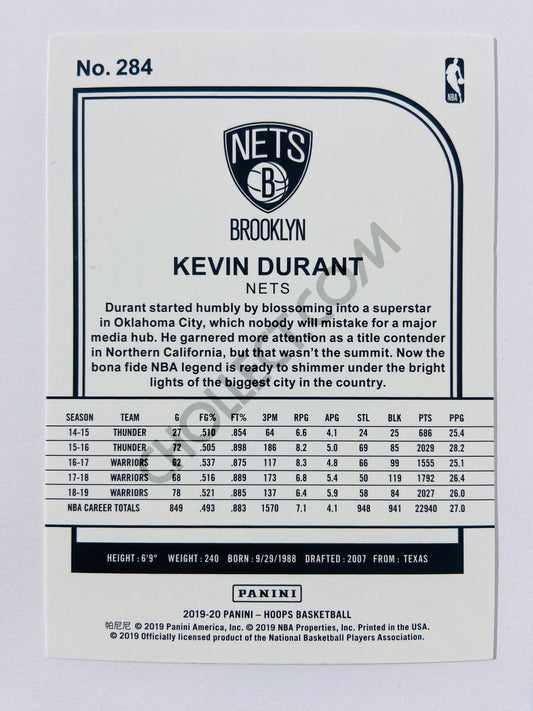 No. 284
NBA
NETS
B
BROOKLYN
KEVIN DURANT
NETS
Durant started humbly by blossoming into a superstar
in Oklahoma City, which nobody will mistake for a major
media hub. He garnered more attention as a title contender
in Northern California, but that wasn't the summit. Now the
bona fide NBA legend is ready to shimmer under the bright
lights of the biggest city in the country.
SEASON TEAM G FG% FT% 3PM RPG APG STL BLK PTS PPG
14-15 THUNDER 27 .510 .854 64 6.6 4.1 24 25 686 25.4
15-16 THUNDER 72 .505 .898 186 8.2 5.0 69 85 2029 28.2
16-17 WARRIORS 62 .537 .875 117 8.3 4.8 66 99 1555 25.1
17-18 WARRIORS 68 .516 .889 173 6.8 5.4 50 119 1792 26.4
18-19 WARRIORS 78 .521 .885 137 6.4 5.9 58 84 2027 26.0
NBA CAREER TOTALS 849 .493 .883 1570 7.1 4.1 948 941 22940 27.0
HEIGHT: 6'9" WEIGHT: 240 BORN: 9/29/1988 DRAFTED: 2007 FROM: TEXAS
PANINI
2019-20 PANINI – HOOPS BASKETBALL
帕尼尼 © 2019 Panini America, Inc. © 2019 NBA Properties, Inc. Printed in the USA.
© 2019 Officially licensed product of the National Basketball Players Association.
CHOLLECT.COM